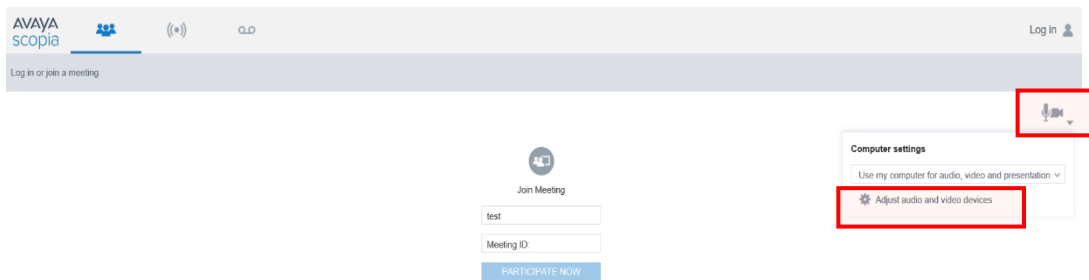 AVAYA
scopia
Log in
Log in or join a meeting
Computer settings
Use my computer for audio, video and presentation
Adjust audio and video devices
Join Meeting
test
Meeting ID:
PARTICIPATE NOW